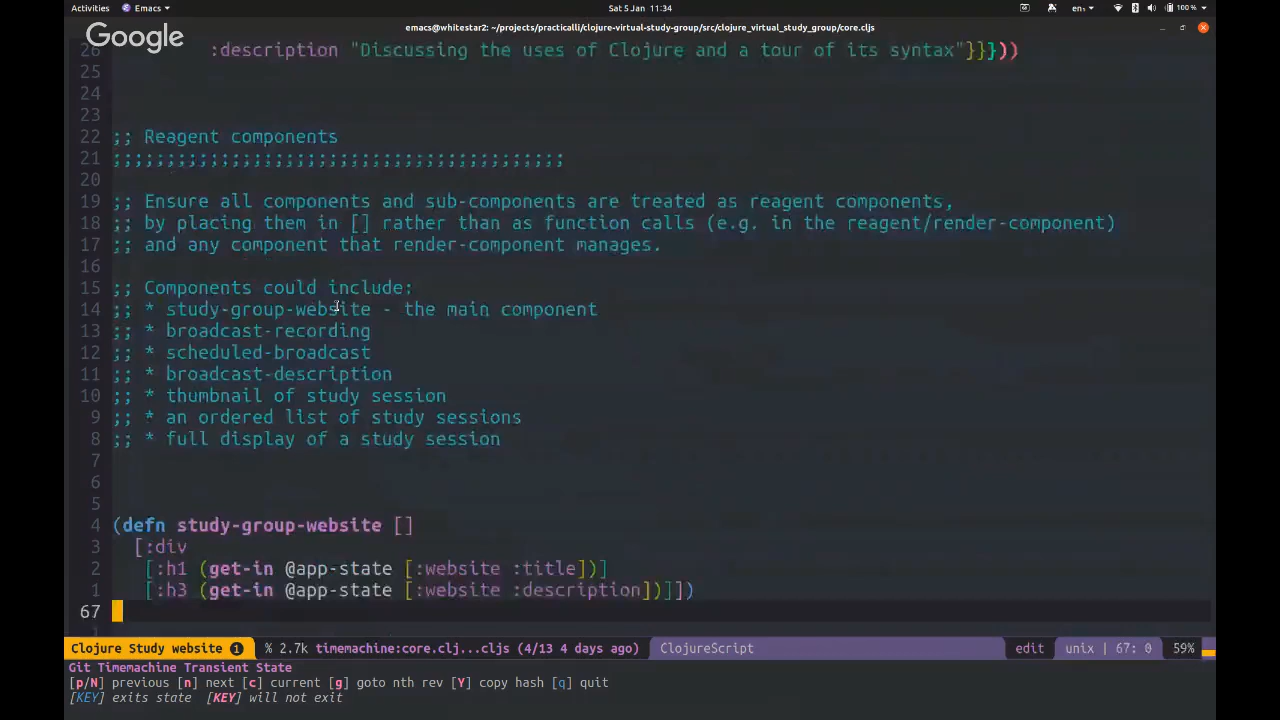 Activities Emacs Sat 5 Jan 11:34 en₁ 100 %
emacs@whitestar2: ~/projects/practicalli/clojure-virtual-study-group/src/clojure_virtual_study_group/core.cljs
Google
26 :description "Discussing the uses of Clojure and a tour of its syntax"}}}))
25
24
23
22 ;; Reagent components
21 ;;;;;;;;;;;;;;;;;;;;;;;;;;;;;;;;;;;;;;;;;;
20
19 ;; Ensure all components and sub-components are treated as reagent components,
18 ;; by placing them in [] rather than as function calls (e.g. in the reagent/render-component)
17 ;; and any component that render-component manages.
16
15 ;; Components could include:
14 ;; * study-group-website - the main component
13 ;; * broadcast-recording
12 ;; * scheduled-broadcast
11 ;; * broadcast-description
10 ;; * thumbnail of study session
9 ;; * an ordered list of study sessions
8 ;; * full display of a study session
7
6
5
4 (defn study-group-website []
3 [:div
2 [:h1 (get-in @app-state [:website :title])]
1 [:h3 (get-in @app-state [:website :description])]])
67
Clojure Study website 1 % 2.7k timemachine:core.clj...cljs (4/13 4 days ago) ClojureScript edit unix | 67: 0 59%
Git Timemachine Transient State
[p/N] previous [n] next [c] current [g] goto nth rev [Y] copy hash [q] quit
[KEY] exits state [KEY] will not exit